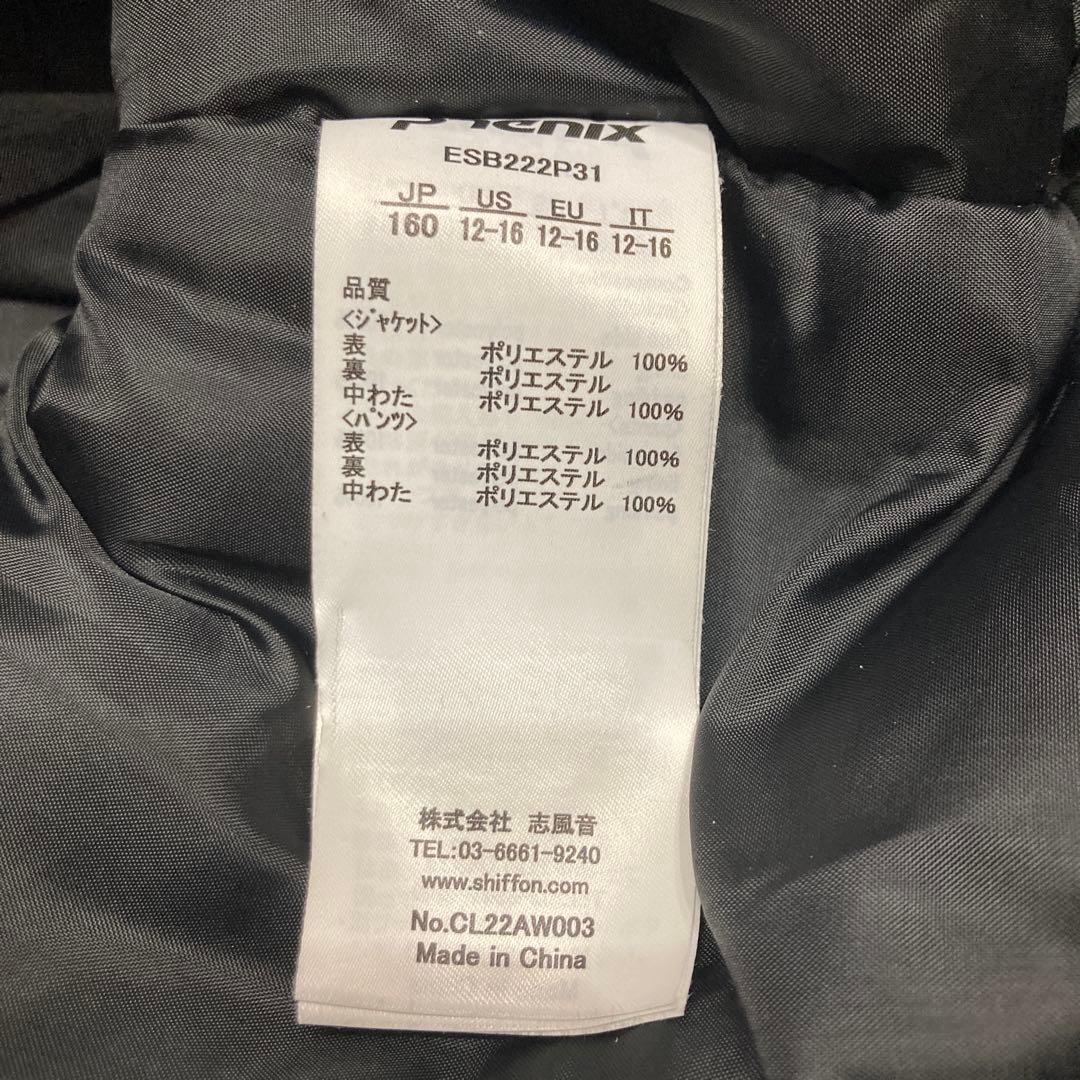 phenix
ESB222P31
JP US EU IT
160 12-16 12-16 12-16
品質
<ジャケット>
表 ポリエステル 100%
裏 ポリエステル
中わた ポリエステル 100%
<パンツ>
表 ポリエステル 100%
裏 ポリエステル
中わた ポリエステル 100%
株式会社 志風音
TEL:03-6661-9240
www.shiffon.com
No.CL22AW003
Made in China